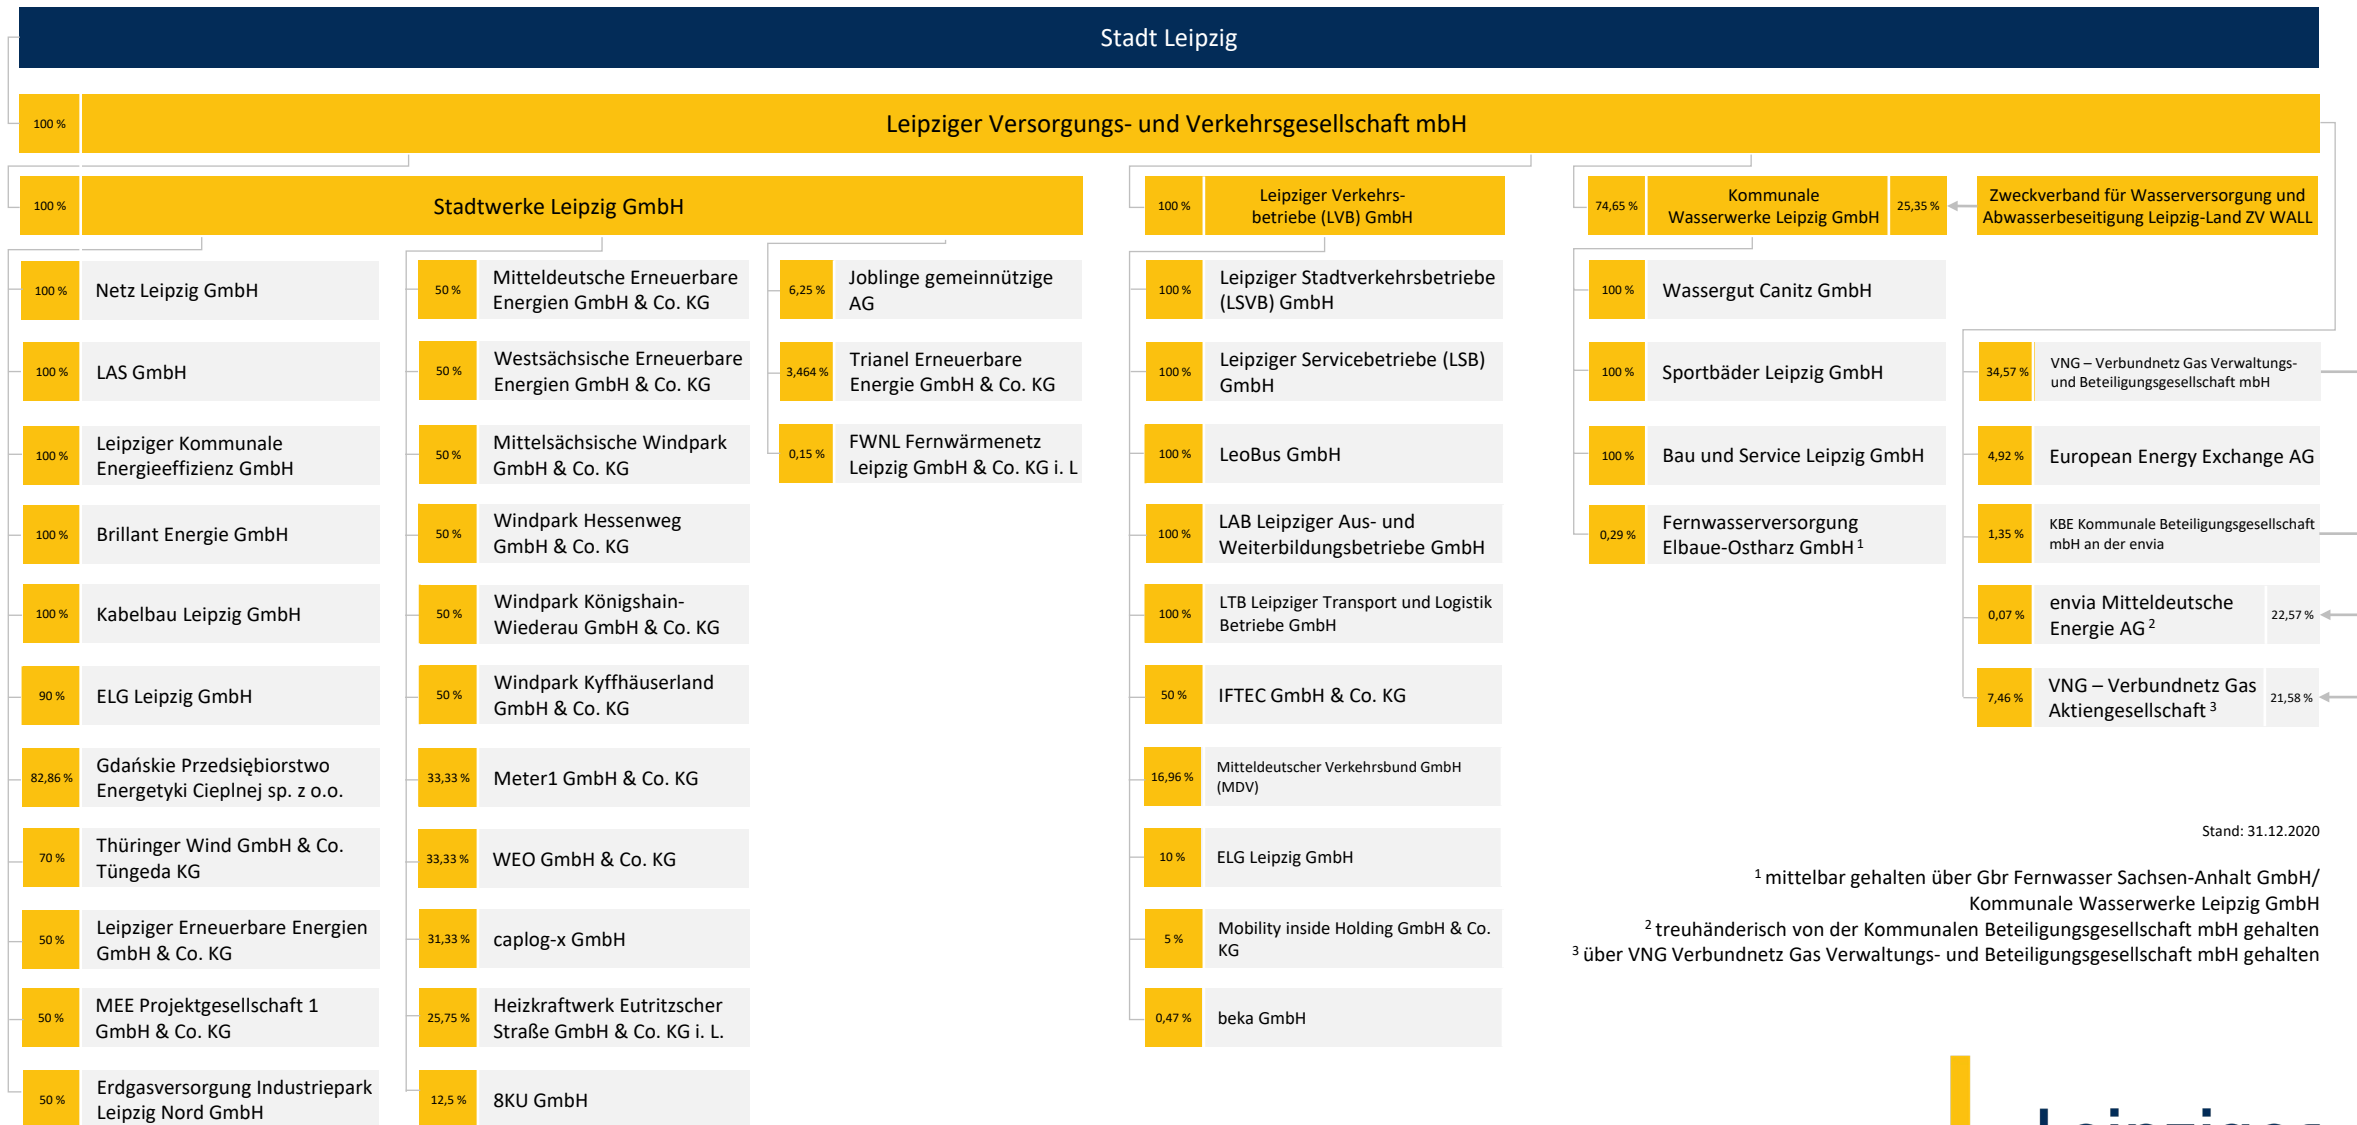 Stadt Leipzig
100 %
Leipziger Versorgungs- und Verkehrsgesellschaft mbH
100 %
Stadtwerke Leipzig GmbH
100 %
Netz Leipzig GmbH
100 %
LAS GmbH
100 %
Leipziger Kommunale
Energieeffizienz GmbH
100 %
Brillant Energie GmbH
100 %
Kabelbau Leipzig GmbH
90 %
ELG Leipzig GmbH
82,86 %
Gdańskie Przedsiębiorstwo
Energetyki Cieplnej sp. z o.o.
70 %
Thüringer Wind GmbH & Co.
Tüngeda KG
50 %
Leipziger Erneuerbare Energien
GmbH & Co. KG
50 %
MEE Projektgesellschaft 1
GmbH & Co. KG
50 %
Erdgasversorgung Industriepark
Leipzig Nord GmbH
50 %
Mitteldeutsche Erneuerbare
Energien GmbH & Co. KG
50 %
Westsächsische Erneuerbare
Energien GmbH & Co. KG
50 %
Mittelsächsische Windpark
GmbH & Co. KG
50 %
Windpark Hessenweg
GmbH & Co. KG
50 %
Windpark Königshain-
Wiederau GmbH & Co. KG
50 %
Windpark Kyffhäuserland
GmbH & Co. KG
33,33 %
Meter1 GmbH & Co. KG
33,33 %
WEO GmbH & Co. KG
31,33 %
caplog-x GmbH
25,75 %
Heizkraftwerk Eutritzscher
Straße GmbH & Co. KG i. L.
12,5 %
8KU GmbH
6,25 %
Joblinge gemeinnützige
AG
3,464 %
Trianel Erneuerbare
Energie GmbH & Co. KG
0,15 %
FWNL Fernwärmenetz
Leipzig GmbH & Co. KG i. L
100 %
Leipziger Verkehrs-
betriebe (LVB) GmbH
100 %
Leipziger Stadtverkehrsbetriebe
(LSVB) GmbH
100 %
Leipziger Servicebetriebe (LSB)
GmbH
100 %
LeoBus GmbH
100 %
LAB Leipziger Aus- und
Weiterbildungsbetriebe GmbH
100 %
LTB Leipziger Transport und Logistik
Betriebe GmbH
50 %
IFTEC GmbH & Co. KG
16,96 %
Mitteldeutscher Verkehrsbund GmbH
(MDV)
10 %
ELG Leipzig GmbH
5 %
Mobility inside Holding GmbH & Co.
KG
0,47 %
beka GmbH
74,65 %
Kommunale
Wasserwerke Leipzig GmbH
25,35 %
Zweckverband für Wasserversorgung und
Abwasserbeseitigung Leipzig-Land ZV WALL
100 %
Wassergut Canitz GmbH
100 %
Sportbäder Leipzig GmbH
100 %
Bau und Service Leipzig GmbH
0,29 %
Fernwasserversorgung
Elbaue-Ostharz GmbH 1
34,57 %
VNG – Verbundnetz Gas Verwaltungs-
und Beteiligungsgesellschaft mbH
4,92 %
European Energy Exchange AG
1,35 %
KBE Kommunale Beteiligungsgesellschaft
mbH an der envia
0,07 %
envia Mitteldeutsche
Energie AG 2
22,57 %
7,46 %
VNG – Verbundnetz Gas
Aktiengesellschaft 3
21,58 %
Stand: 31.12.2020
1 mittelbar gehalten über Gbr Fernwasser Sachsen-Anhalt GmbH/
Kommunale Wasserwerke Leipzig GmbH
2 treuhänderisch von der Kommunalen Beteiligungsgesellschaft mbH gehalten
3 über VNG Verbundnetz Gas Verwaltungs- und Beteiligungsgesellschaft mbH gehalten